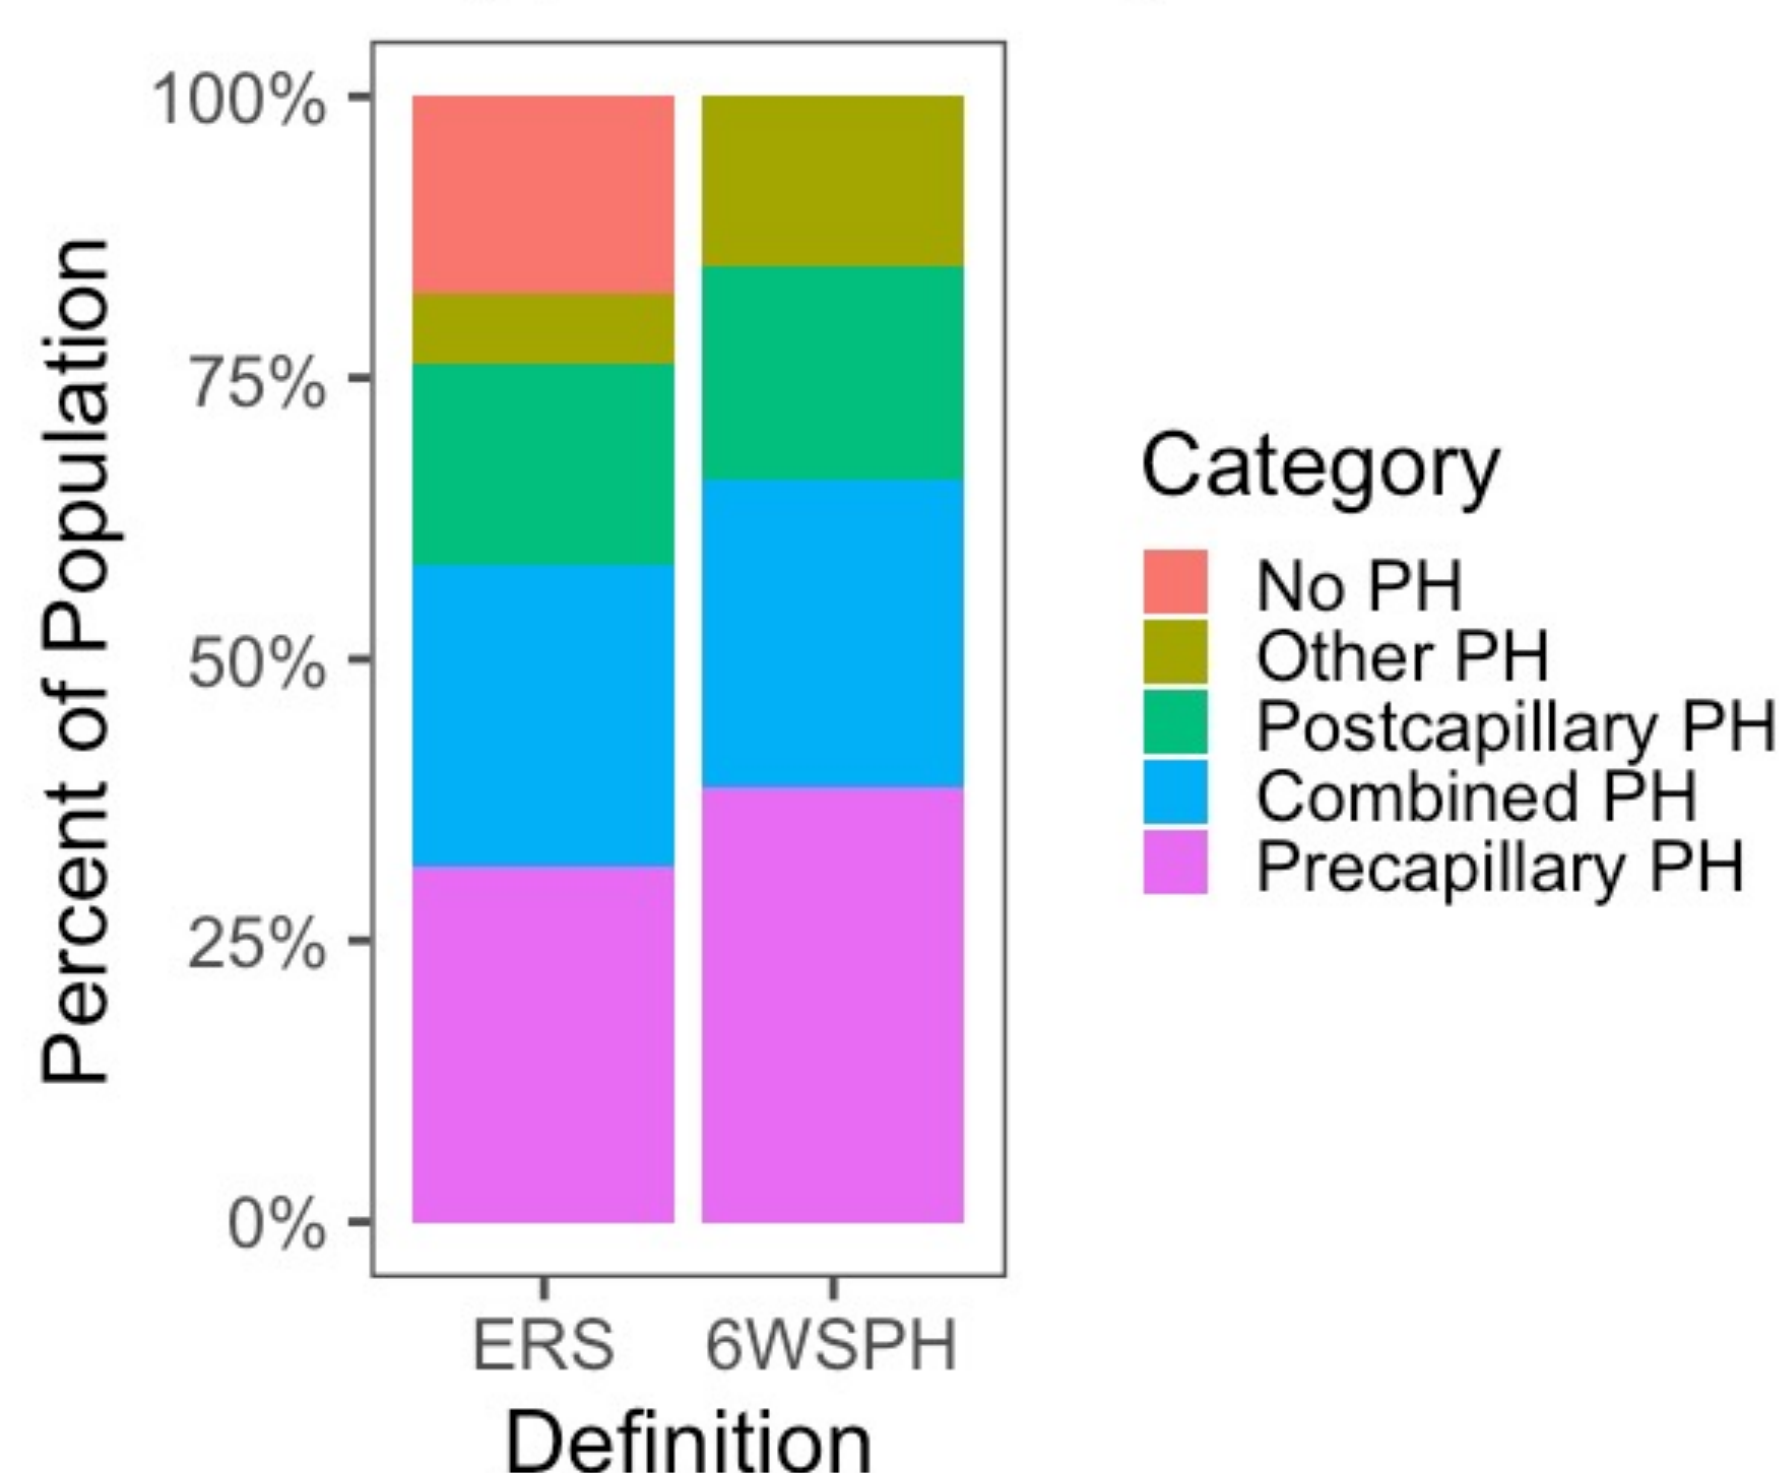 100%
75%
50%
25%
0%
Percent of Population
ERS
6WSPH
Definition
Category
No PH
Other PH
Postcapillary PH
Combined PH
Precapillary PH